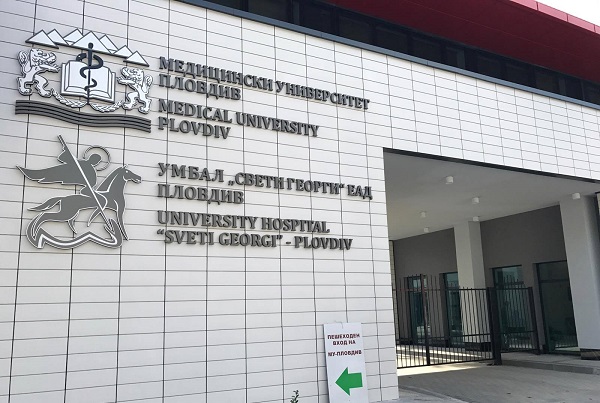 МЕДИЦИНСКИ УНИВЕРСИТЕТ
ПЛОВДИВ
MEDICAL UNIVERSITY
PLOVDIV
УМБАЛ „СВЕТИ ГЕОРГИ“ ЕАД
ПЛОВДИВ
UNIVERSITY HOSPITAL
“SVETI GEORGI” - PLOVDIV
ПЕШЕХОДЕН
ВХОД НА
МУ-ПЛОВДИВ